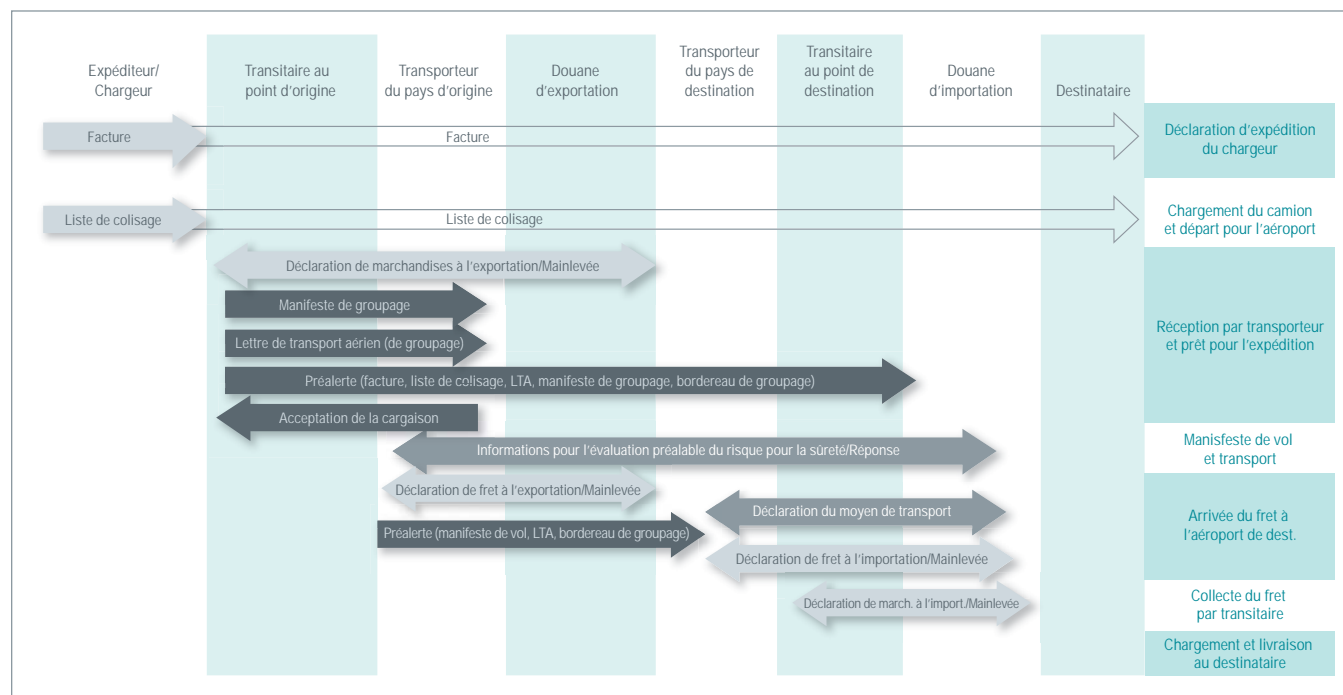 Expéditeur/
Chargeur
Transitaire au
point d'origine
Transporteur
du pays d'origine
Douane
d'exportation
Transporteur
du pays de
destination
Transitaire
au point de
destination
Douane
d'importation
Destinataire
Facture
Facture
Déclaration d'expédition
du chargeur
Liste de colisage
Liste de colisage
Chargement du camion
et départ pour l'aéroport
Déclaration de marchandises à l'exportation/Mainlevée
Manifeste de groupage
Lettre de transport aérien (de groupage)
Réception par transporteur
et prêt pour l'expédition
Préalerte (facture, liste de colisage, LTA, manifeste de groupage, bordereau de groupage)
Acceptation de la cargaison
Informations pour l'évaluation préalable du risque pour la sûreté/Réponse
Manisfeste de vol
et transport
Déclaration de fret à l'exportation/Mainlevée
Déclaration du moyen de transport
Arrivée du fret à
l'aéroport de dest.
Préalerte (manifeste de vol, LTA, bordereau de groupage)
Déclaration de fret à l'importation/Mainlevée
Déclaration de march. à l'import./Mainlevée
Collecte du fret
par transitaire
Chargement et livraison
au destinataire